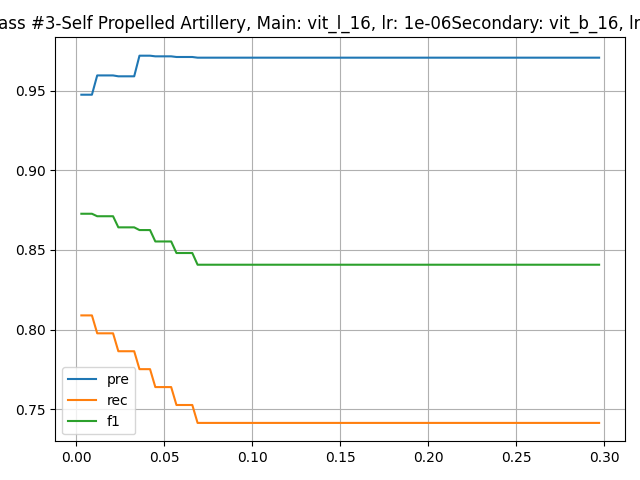 ass #3-Self Propelled Artillery, Main: vit_l_16, lr: 1e-06Secondary: vit_b_16, lr
0.95
0.90
0.85
0.80
0.75
pre
rec
f1
0.00 0.05 0.10 0.15 0.20 0.25 0.30